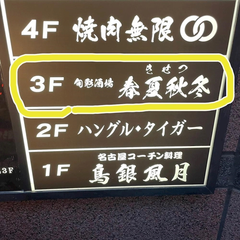 4F 焼肉無限
きせつ
3F 旬彩酒場 春夏秋冬
2F ハングル・タイガー
名古屋コーチン料理
1F 鳥銀風月
3F